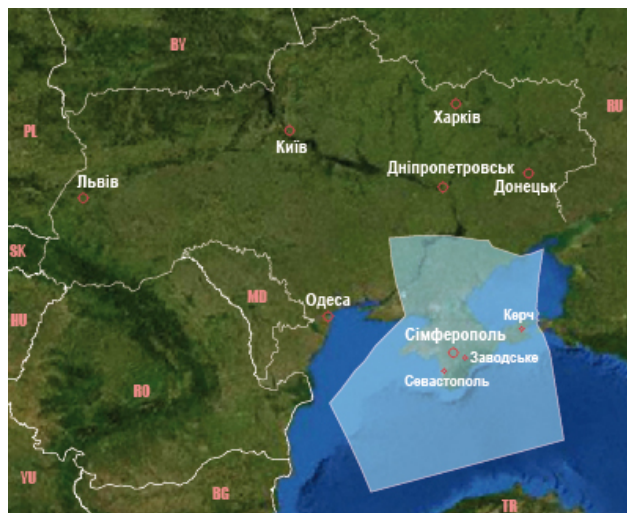 BY
RU
Харків
PL
Київ
Дніпропетровськ
Донецьк
Львів
SK
MD
Одеса
HU
Керч
Сімферополь
Заводське
Севастополь
RO
YU
BG
TR